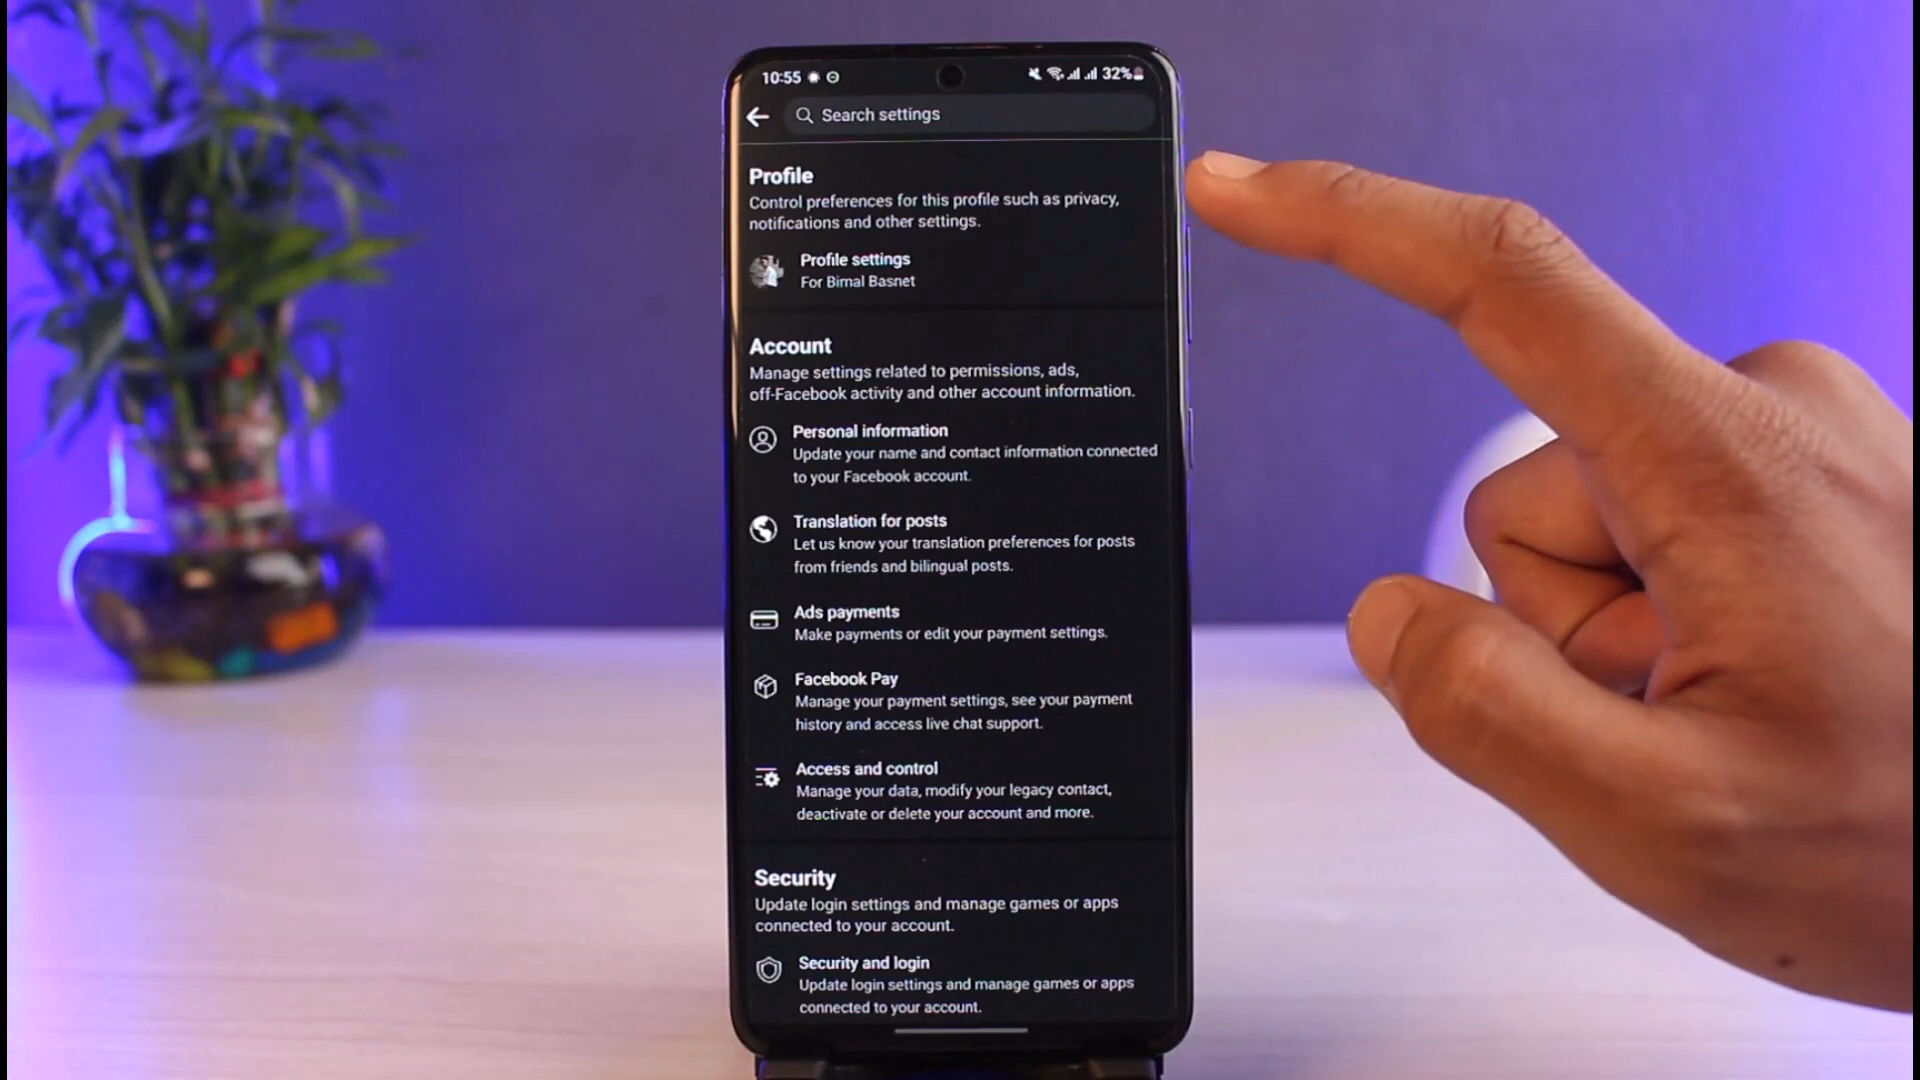 10:55
32%
Search settings
Profile
Control preferences for this profile such as privacy,
notifications and other settings.
Profile settings
For Bimal Basnet
Account
Manage settings related to permissions, ads,
off-Facebook activity and other account information.
Personal information
Update your name and contact information connected
to your Facebook account.
Translation for posts
Let us know your translation preferences for posts
from friends and bilingual posts.
Ads payments
Make payments or edit your payment settings.
Facebook Pay
Manage your payment settings, see your payment
history and access live chat support.
Access and control
Manage your data, modify your legacy contact,
deactivate or delete your account and more.
Security
Update login settings and manage games or apps
connected to your account.
Security and login
Update login settings and manage games or apps
connected to your account.